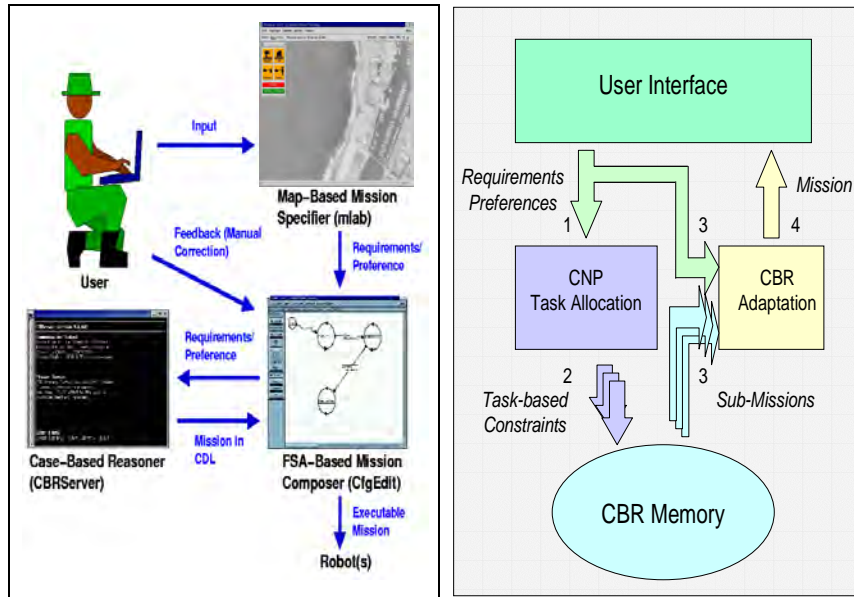 Input
Map-Based Mission
Specifier (mlab)
Feedback (Manual
Correction)
User
Requirements/
Preference
Requirements/
Preference
Mission in
CDL
Case-Based Reasoner
(CBRServer)
FSA-Based Mission
Composer (CfgEdit)
Executable
Mission
Robot(s)
User Interface
Requirements
Preferences
1
3
4
Mission
CNP
Task Allocation
CBR
Adaptation
2
Task-based
Constraints
3
Sub-Missions
CBR Memory